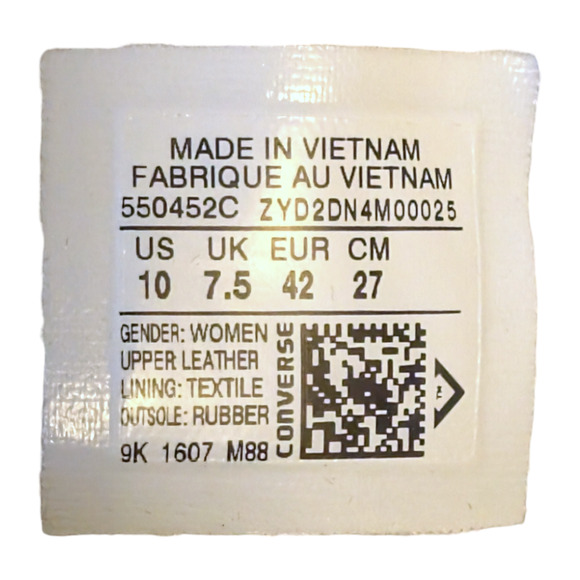 MADE IN VIETNAM
FABRIQUE AU VIETNAM
550452C ZYD2DN4M00025
US UK EUR CM
10 7.5 42 27
GENDER: WOMEN
UPPER LEATHER
LINING: TEXTILE
OUTSOLE: RUBBER
9K 1607 M88
CONVERSE
TM